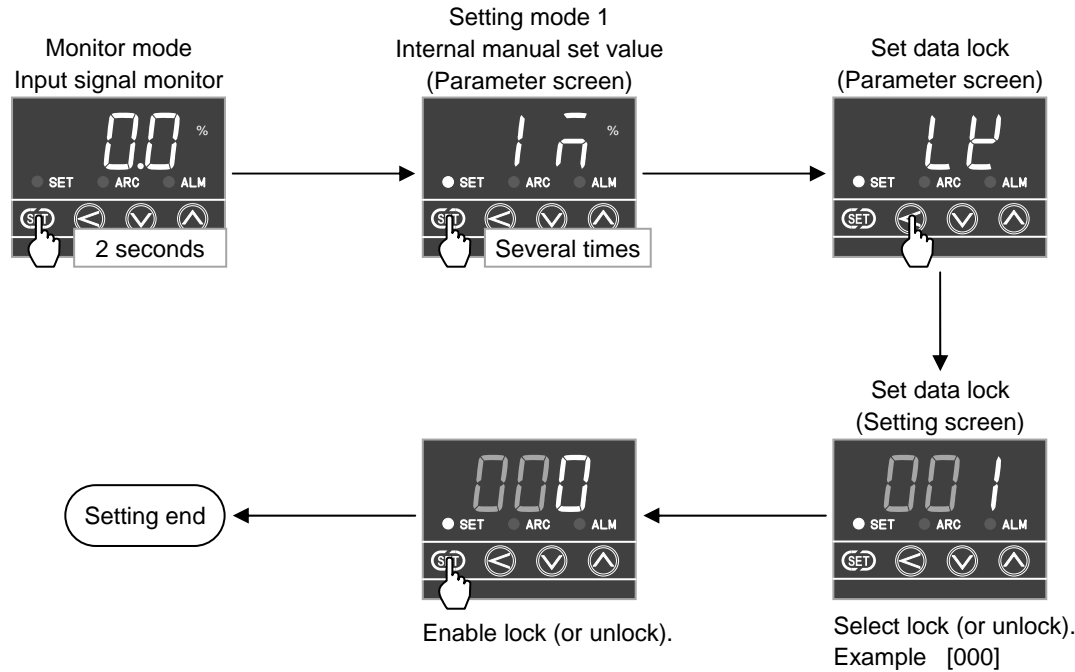 Monitor mode
Input signal monitor
0.0 %
SET ARC ALM
SET
2 seconds
Setting mode 1
Internal manual set value
(Parameter screen)
%
SET ARC ALM
SET
Several times
Set data lock
(Parameter screen)
SET ARC ALM
SET
Set data lock
(Setting screen)
001
SET ARC ALM
SET
Select lock (or unlock).
Example [000]
000
SET ARC ALM
SET
Enable lock (or unlock).
Setting end